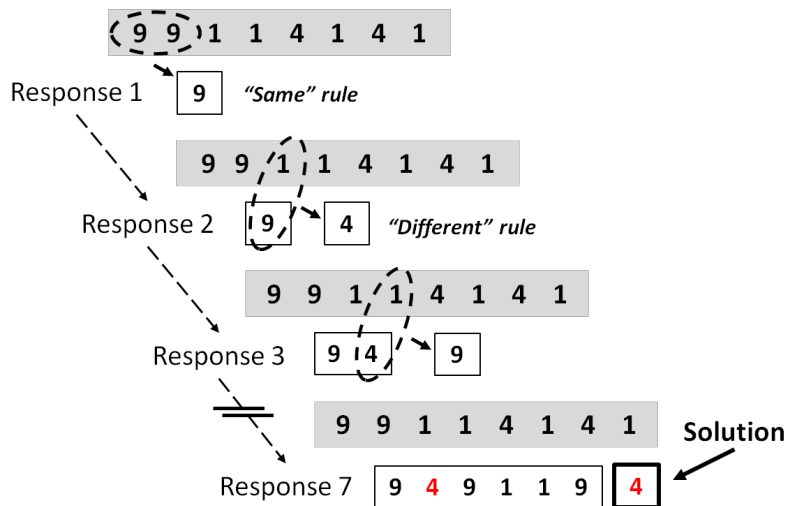 9 9 1 1 4 1 4 1
Response 1 9 “Same” rule
9 9 1 1 4 1 4 1
Response 2 9 4 “Different” rule
9 9 1 1 4 1 4 1
Response 3 9 4 9
9 9 1 1 4 1 4 1
Solution
Response 7 9 4 9 1 1 9 4